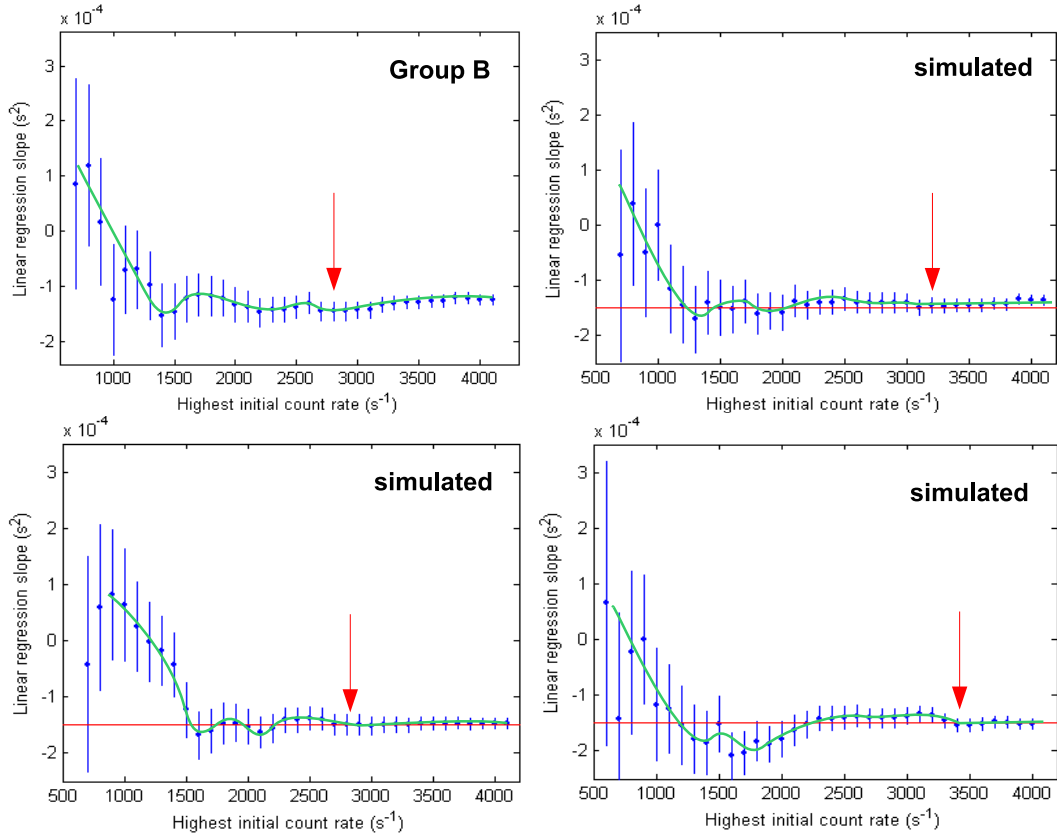 x 10⁻⁴
Group B
Linear regression slope (s²)
3
2
1
0
-1
-2
1000 1500 2000 2500 3000 3500 4000
Highest initial count rate (s⁻¹)
x 10⁻⁴
simulated
Linear regression slope (s²)
3
2
1
0
-1
-2
500 1000 1500 2000 2500 3000 3500 4000
Highest initial count rate (s⁻¹)
x 10⁻⁴
simulated
Linear regression slope (s²)
3
2
1
0
-1
-2
500 1000 1500 2000 2500 3000 3500 4000
Highest initial count rate (s⁻¹)
x 10⁻⁴
simulated
Linear regression slope (s²)
3
2
1
0
-1
-2
500 1000 1500 2000 2500 3000 3500 4000
Highest initial count rate (s⁻¹)